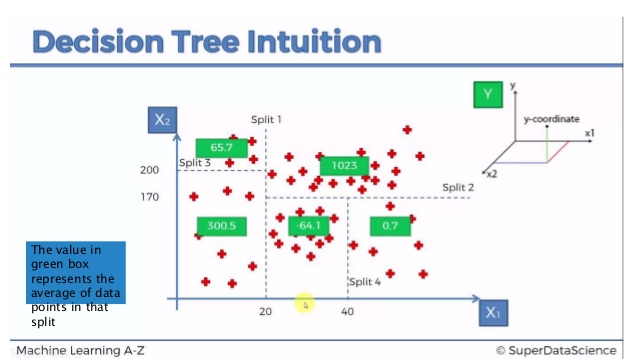 Decision Tree Intuition
Y
y
y-coordinate
x1
x2
X2
Split 1
65.7
Split 3
1023
200
170
Split 2
300.5
-64.1
0.7
The value in
green box
represents the
average of data
points in that
split
Split 4
20
40
X1
Machine Learning A-Z
© SuperDataScience